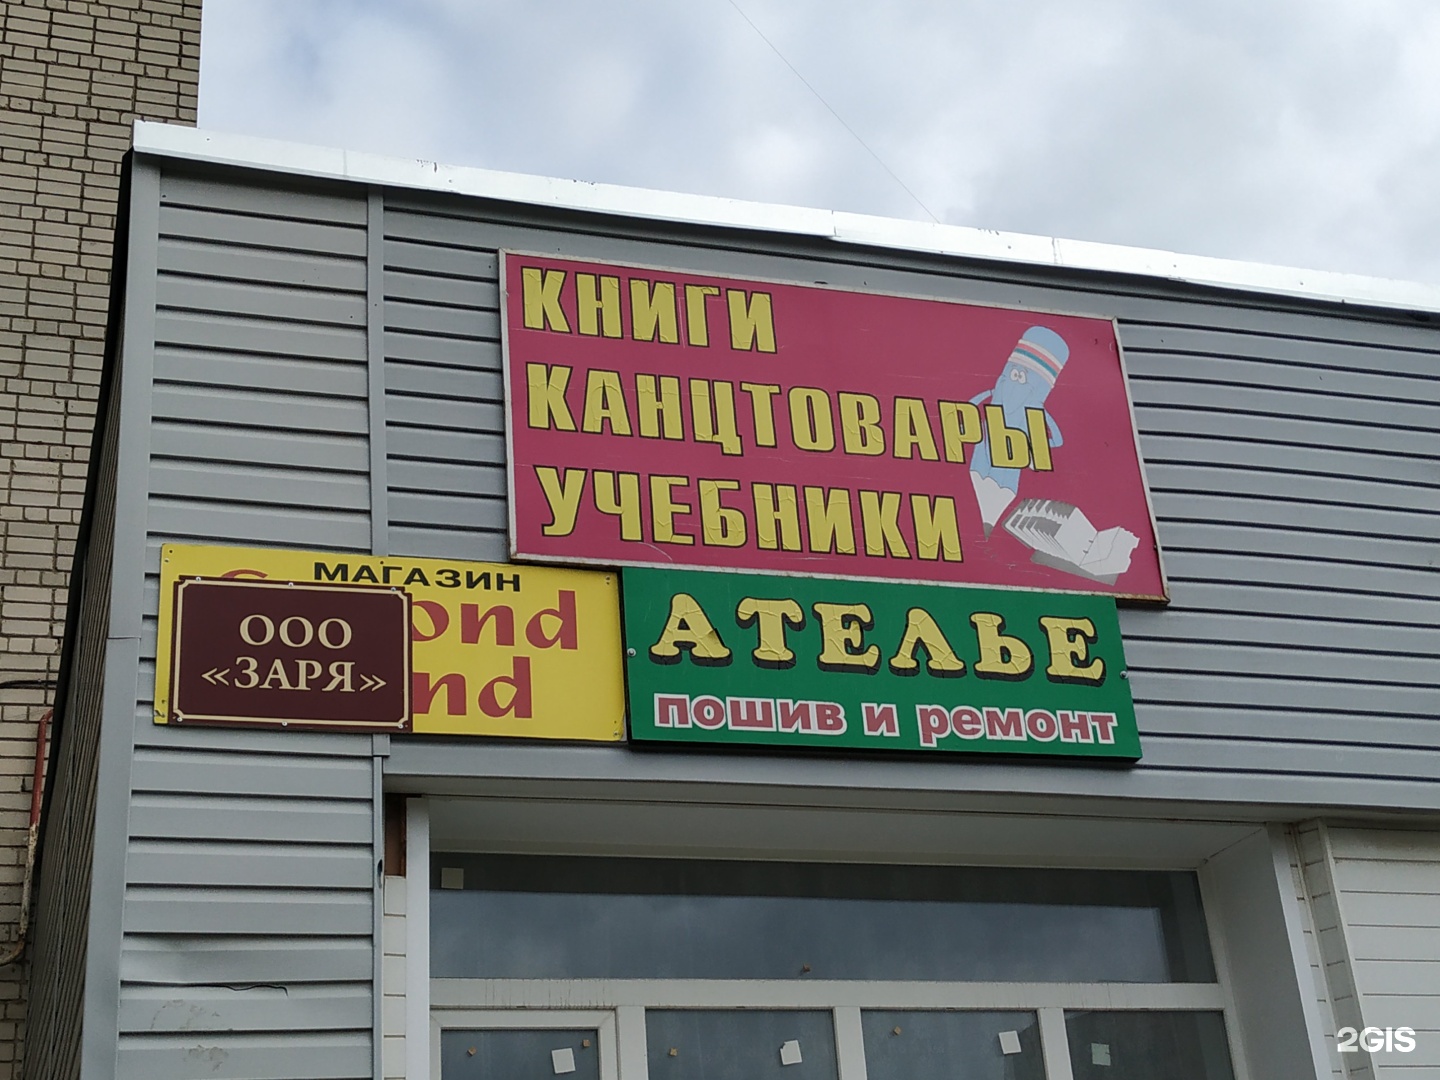 КНИГИ
КАНЦТОВАРЫ
УЧЕБНИКИ
МАГАЗИН
ООО
«ЗАРЯ»
АТЕЛЬЕ
пошив и ремонт
2GIS